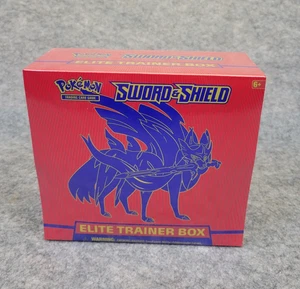 Pokémon
TRADING CARD GAME
SWORD & SHIELD
6+
ELITE TRAINER BOX
WARNING: